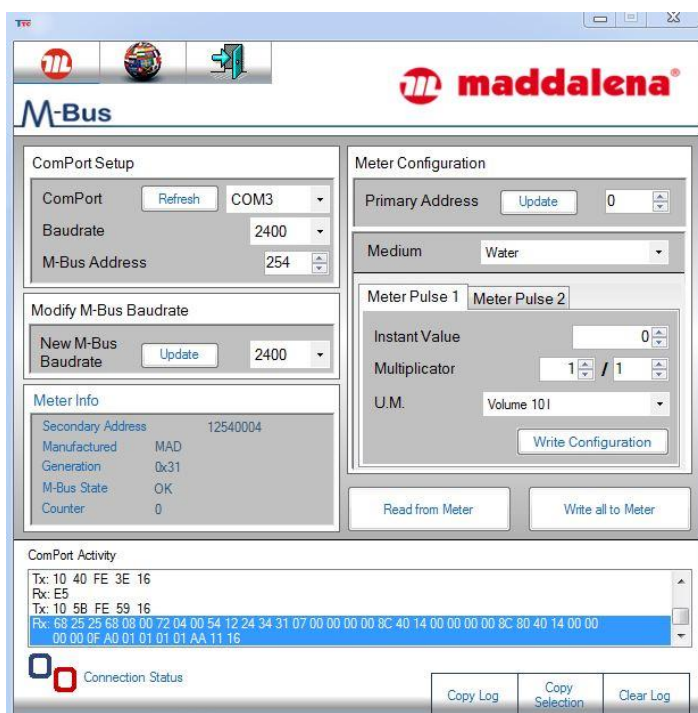 TTC
m
m maddalena®
M-Bus
ComPort Setup
ComPort Refresh COM3
Baudrate 2400
M-Bus Address 254
Modify M-Bus Baudrate
New M-Bus
Baudrate Update 2400
Meter Info
Secondary Address 12540004
Manufactured MAD
Generation 0x31
M-Bus State OK
Counter 0
Meter Configuration
Primary Address Update 0
Medium Water
Meter Pulse 1 Meter Pulse 2
Instant Value 0
Multiplicator 1 / 1
U.M. Volume 10 l
Write Configuration
Read from Meter Write all to Meter
ComPort Activity
Tx: 10 40 FE 3E 16
Rx: E5
Tx: 10 5B FE 59 16
Rx: 68 25 25 68 08 00 72 04 00 54 12 24 34 31 07 00 00 00 00 8C 40 14 00 00 00 00 8C 80 40 14 00 00
00 00 0F A0 01 01 01 01 AA 11 16
Connection Status
Copy Log
Copy
Selection
Clear Log